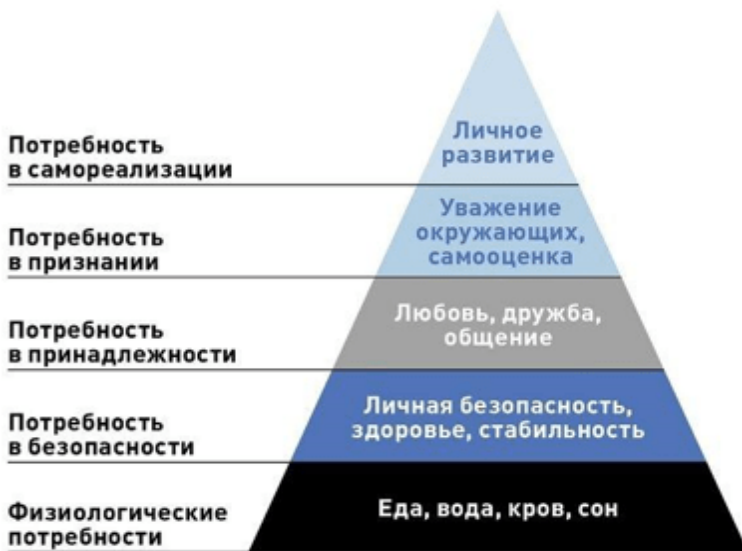 Потребность
в самореализации
Личное
развитие
Потребность
в признании
Уважение
окружающих,
самооценка
Потребность
в принадлежности
Любовь, дружба,
общение
Потребность
в безопасности
Личная безопасность,
здоровье, стабильность
Физиологические
потребности
Еда, вода, кров, сон